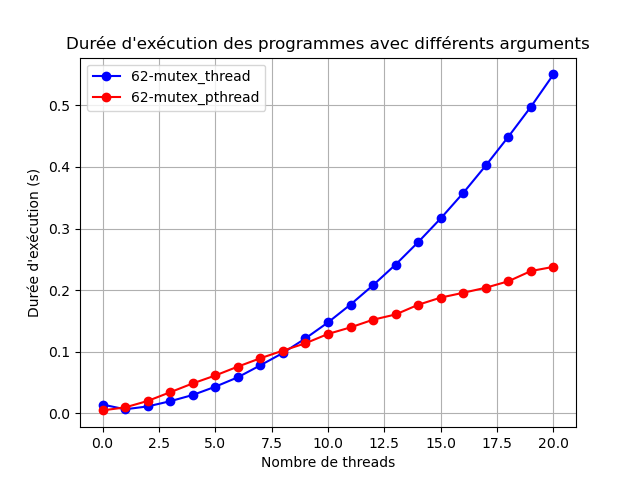 Durée d'exécution des programmes avec différents arguments
62-mutex_thread
62-mutex_pthread
Durée d'exécution (s)
0.5
0.4
0.3
0.2
0.1
0.0
0.0 2.5 5.0 7.5 10.0 12.5 15.0 17.5 20.0
Nombre de threads